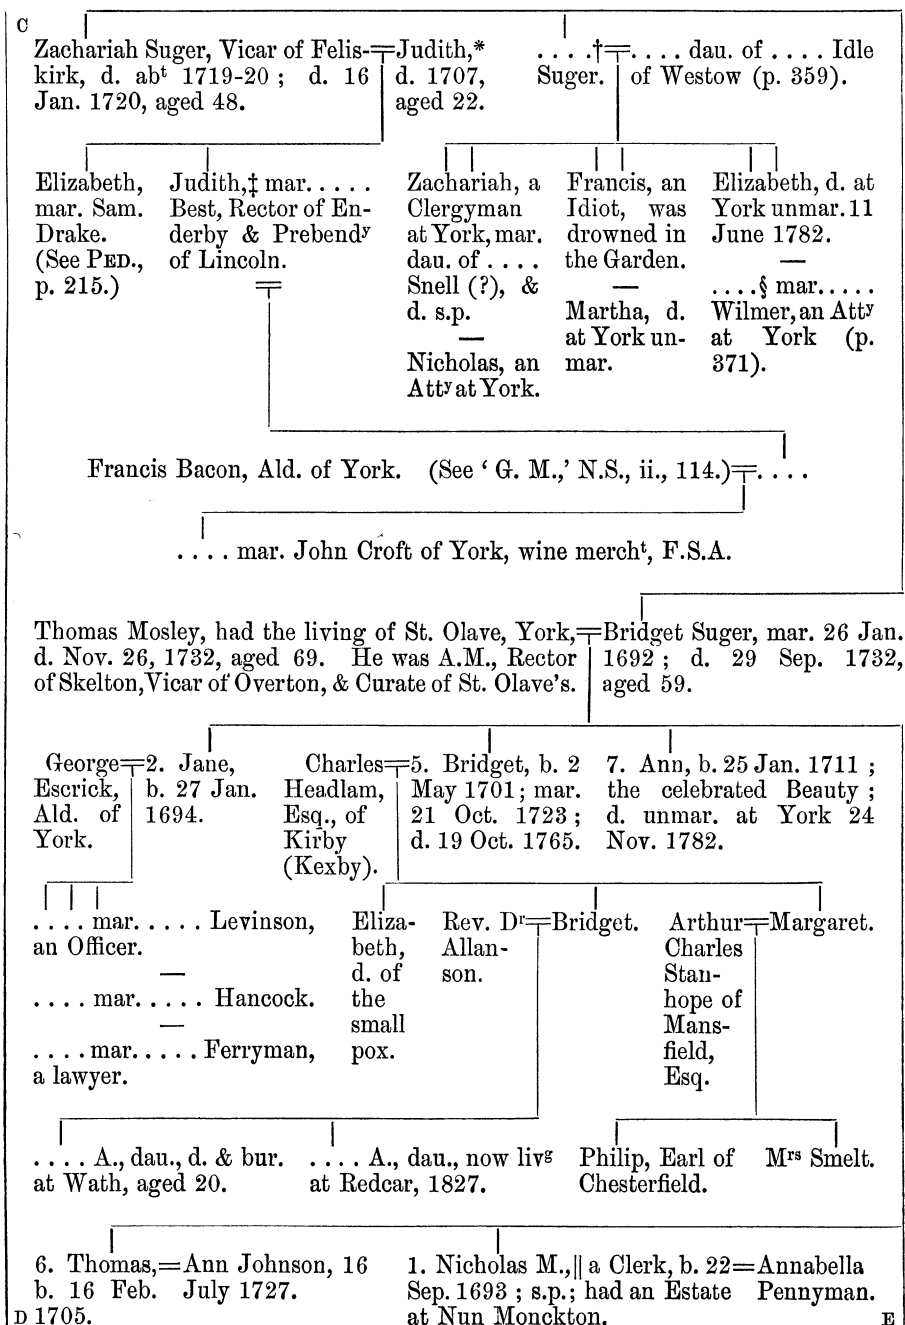 C
Zachariah Suger, Vicar of Felis-
kirk, d. abᵗ 1719-20 ; d. 16
Jan. 1720, aged 48.
Judith,*
d. 1707,
aged 22.
. . . .†
Suger.
. . . . dau. of . . . . Idle
of Westow (p. 359).
Elizabeth,
mar. Sam.
Drake.
(See PED.,
p. 215.)
Judith,‡ mar. . . . .
Best, Rector of En-
derby & Prebendʸ
of Lincoln.
Zachariah, a
Clergyman
at York, mar.
dau. of . . . .
Snell (?), &
d. s.p.
—
Nicholas, an
Attʸ at York.
Francis, an
Idiot, was
drowned in
the Garden.
—
Martha, d.
at York un-
mar.
Elizabeth, d. at
York unmar. 11
June 1782.
—
. . . .§ mar. . . . .
Wilmer, an Attʸ
at York (p.
371).
Francis Bacon, Ald. of York. (See ‘ G. M.,’ N.S., ii., 114.)
. . . .
. . . . mar. John Croft of York, wine merchᵗ, F.S.A.
Thomas Mosley, had the living of St. Olave, York,
d. Nov. 26, 1732, aged 69. He was A.M., Rector
of Skelton, Vicar of Overton, & Curate of St. Olave’s.
Bridget Suger, mar. 26 Jan.
1692 ; d. 29 Sep. 1732,
aged 59.
George
Escrick,
Ald. of
York.
2. Jane,
b. 27 Jan.
1694.
Charles
Headlam,
Esq., of
Kirby
(Kexby).
5. Bridget, b. 2
May 1701 ; mar.
21 Oct. 1723 ;
d. 19 Oct. 1765.
7. Ann, b. 25 Jan. 1711 ;
the celebrated Beauty ;
d. unmar. at York 24
Nov. 1782.
. . . . mar. . . . . Levinson,
an Officer.
—
. . . . mar. . . . . Hancock.
—
. . . . mar. . . . . Ferryman,
a lawyer.
Eliza-
beth,
d. of
the
small
pox.
Rev. Dʳ
Allan-
son.
Bridget.
Arthur
Charles
Stan-
hope of
Mans-
field,
Esq.
Margaret.
. . . . A., dau., d. & bur.
at Wath, aged 20.
. . . . A., dau., now livᵍ
at Redcar, 1827.
Philip, Earl of
Chesterfield.
Mʳˢ Smelt.
6. Thomas,=Ann Johnson, 16
b. 16 Feb. July 1727.
D 1705.
1. Nicholas M.,|| a Clerk, b. 22=Annabella
Sep. 1693 ; s.p.; had an Estate Pennyman.
at Nun Monckton.
E